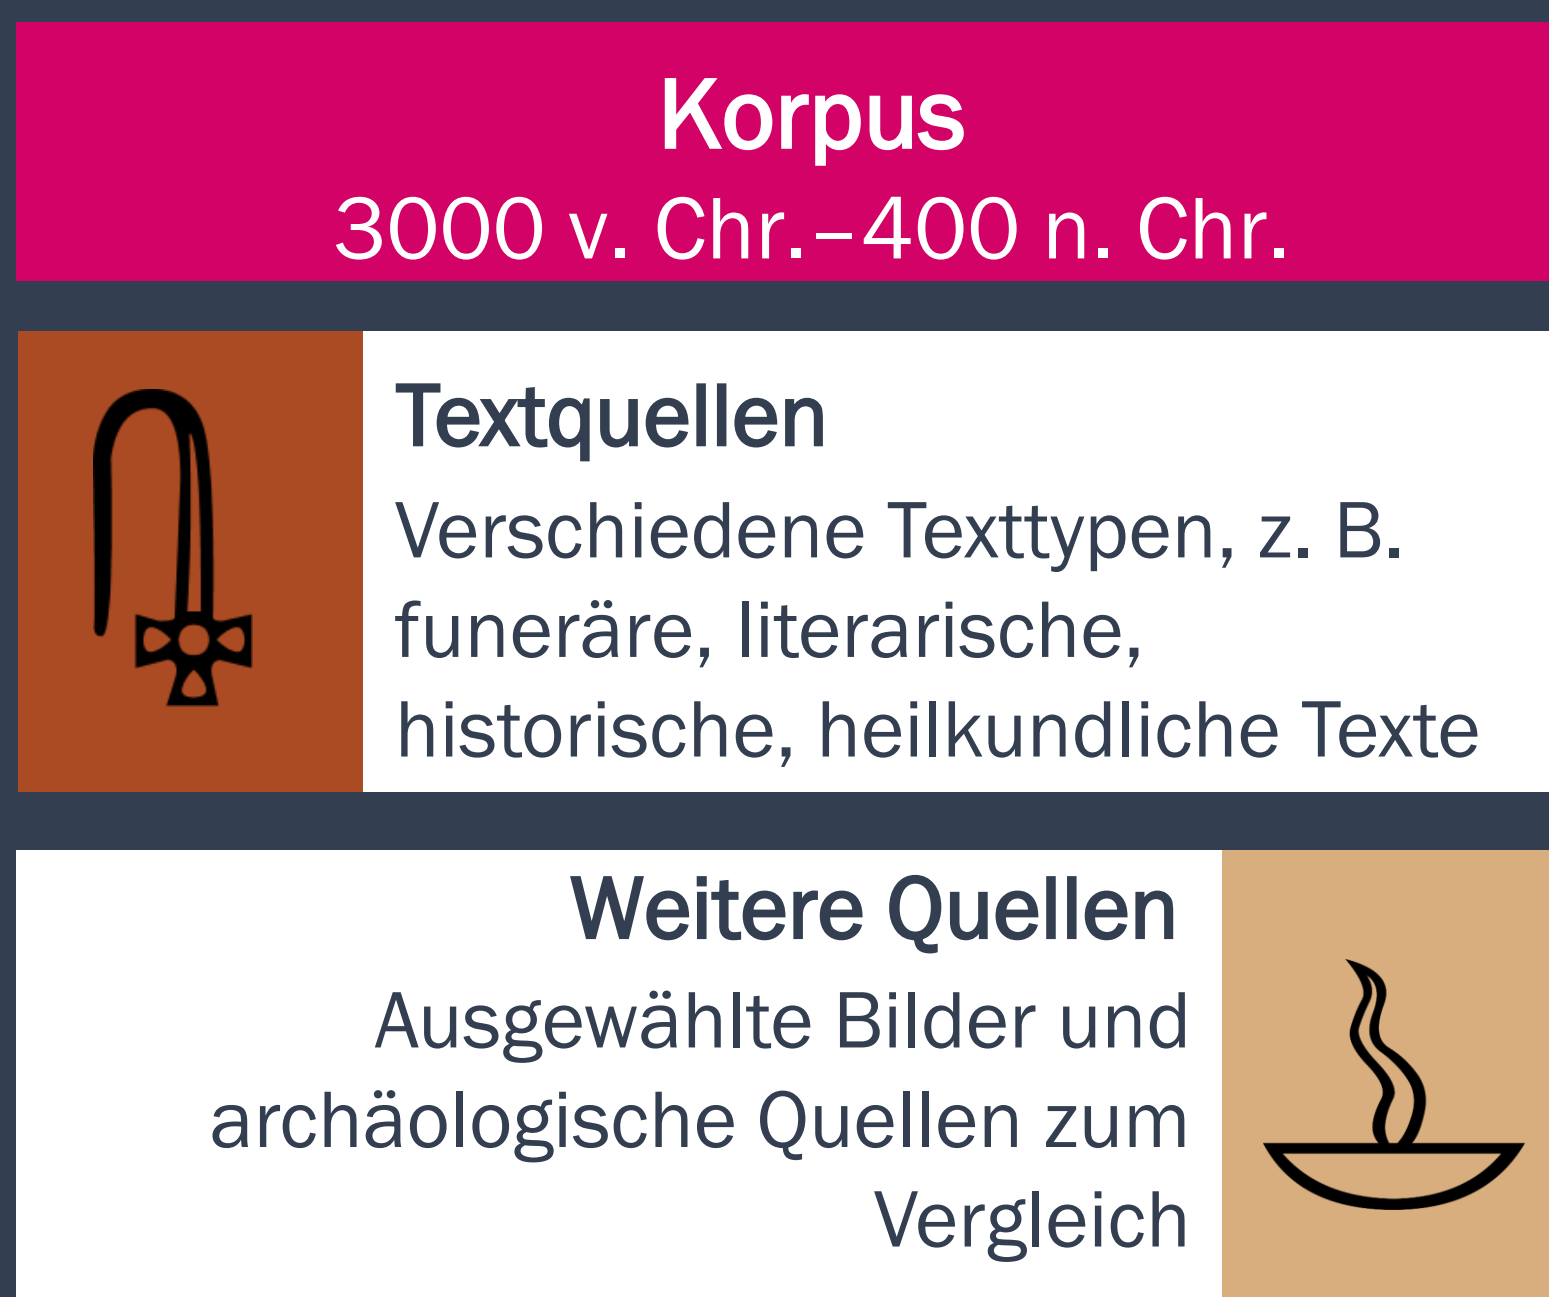 Korpus
3000 v. Chr.–400 n. Chr.
Textquellen
Verschiedene Texttypen, z. B.
funeräre, literarische,
historische, heilkundliche Texte
Weitere Quellen
Ausgewählte Bilder und
archäologische Quellen zum
Vergleich